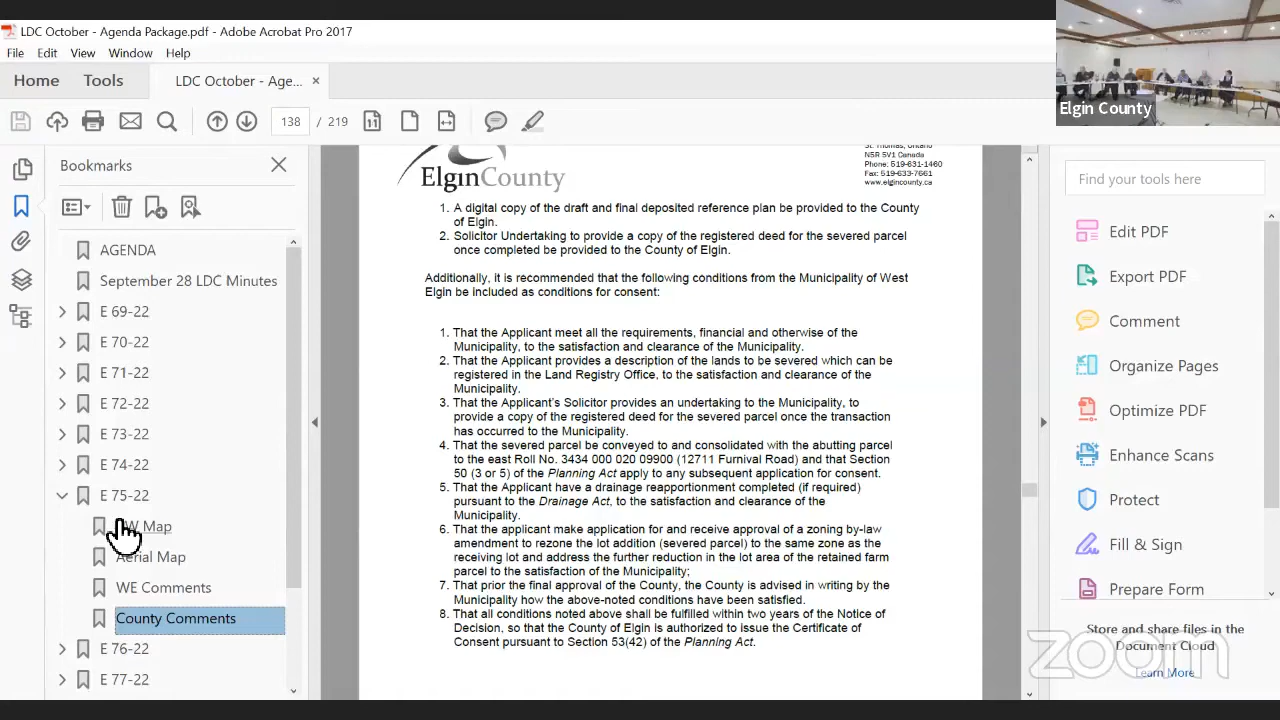 LDC October - Agenda Package.pdf - Adobe Acrobat Pro 2017
File Edit View Window Help
Home Tools LDC October - Age... ×
138 / 219
Elgin County
Bookmarks
AGENDA
September 28 LDC Minutes
E 69-22
E 70-22
E 71-22
E 72-22
E 73-22
E 74-22
E 75-22
W Map
Aerial Map
WE Comments
County Comments
E 76-22
E 77-22
ElginCounty
St. Thomas, Ontario
N5R 5V1 Canada
Phone: 519-631-1460
Fax: 519-633-7661
www.elgincounty.ca
1. A digital copy of the draft and final deposited reference plan be provided to the County
of Elgin.
2. Solicitor Undertaking to provide a copy of the registered deed for the severed parcel
once completed be provided to the County of Elgin.
Additionally, it is recommended that the following conditions from the Municipality of West
Elgin be included as conditions for consent:
1. That the Applicant meet all the requirements, financial and otherwise of the
Municipality, to the satisfaction and clearance of the Municipality.
2. That the Applicant provides a description of the lands to be severed which can be
registered in the Land Registry Office, to the satisfaction and clearance of the
Municipality.
3. That the Applicant's Solicitor provides an undertaking to the Municipality, to
provide a copy of the registered deed for the severed parcel once the transaction
has occurred to the Municipality.
4. That the severed parcel be conveyed to and consolidated with the abutting parcel
to the east Roll No. 3434 000 020 09900 (12711 Furnival Road) and that Section
50 (3 or 5) of the Planning Act apply to any subsequent application for consent.
5. That the Applicant have a drainage reapportionment completed (if required)
pursuant to the Drainage Act, to the satisfaction and clearance of the
Municipality.
6. That the applicant make application for and receive approval of a zoning by-law
amendment to rezone the lot addition (severed parcel) to the same zone as the
receiving lot and address the further reduction in the lot area of the retained farm
parcel to the satisfaction of the Municipality;
7. That prior the final approval of the County, the County is advised in writing by the
Municipality how the above-noted conditions have been satisfied.
8. That all conditions noted above shall be fulfilled within two years of the Notice of
Decision, so that the County of Elgin is authorized to issue the Certificate of
Consent pursuant to Section 53(42) of the Planning Act.
Find your tools here
Edit PDF
Export PDF
Comment
Organize Pages
Optimize PDF
Enhance Scans
Protect
Fill & Sign
Prepare Form
Store and share files in the
Document Cloud
Learn More
zoom